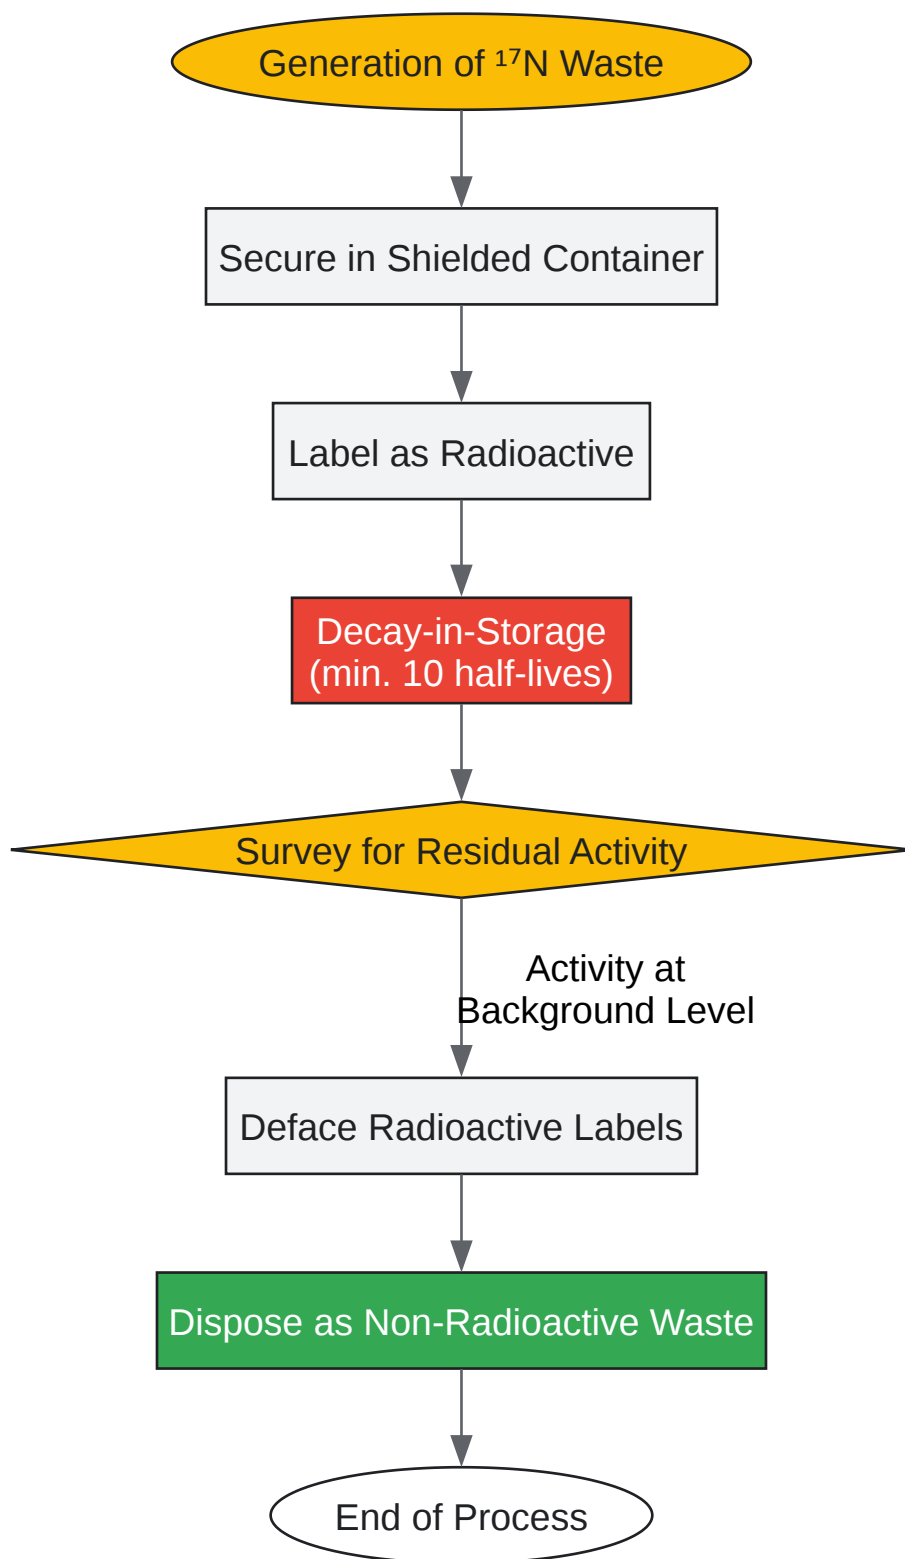 Generation of ¹⁷N Waste
Secure in Shielded Container
Label as Radioactive
Decay-in-Storage
(min. 10 half-lives)
Survey for Residual Activity
Activity at
Background Level
Deface Radioactive Labels
Dispose as Non-Radioactive Waste
End of Process